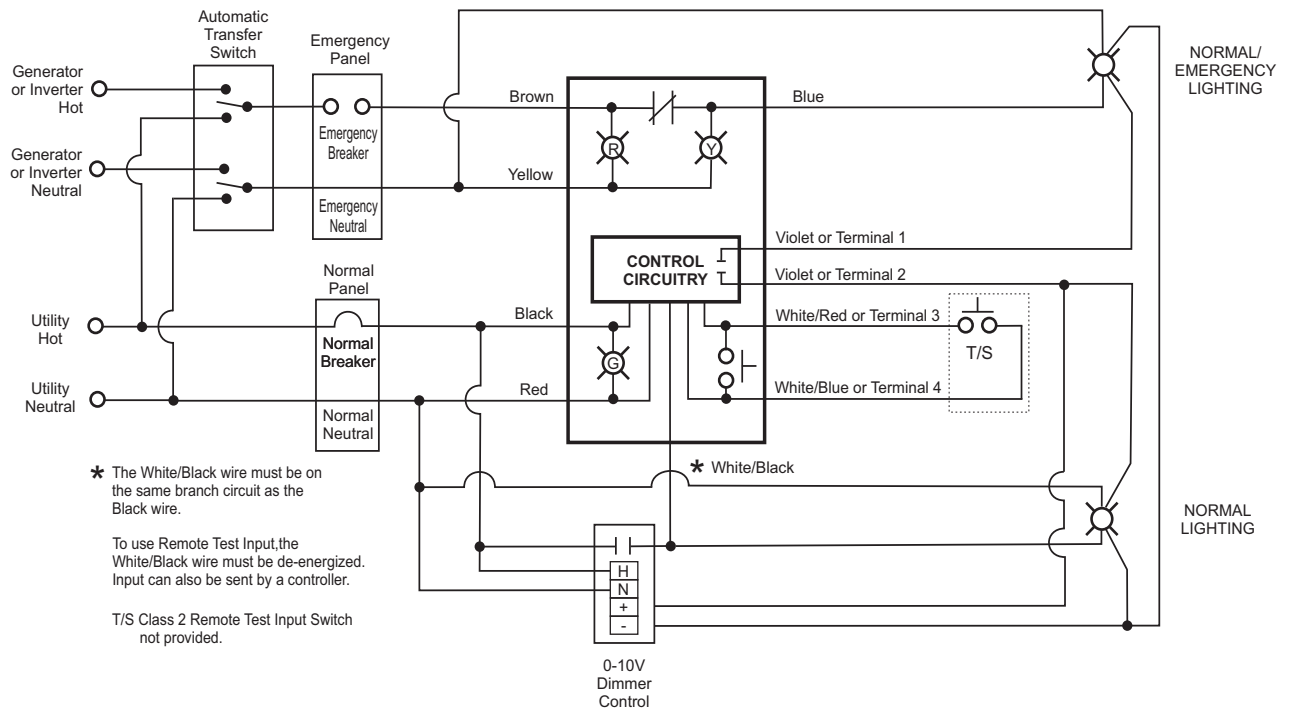 Automatic
Transfer
Switch
Emergency
Panel
Generator
or Inverter
Hot
Generator
or Inverter
Neutral
Emergency
Breaker
Emergency
Neutral
Brown
Yellow
Blue
R
Y
NORMAL/
EMERGENCY
LIGHTING
CONTROL
CIRCUITRY
Violet or Terminal 1
Violet or Terminal 2
White/Red or Terminal 3
White/Blue or Terminal 4
T/S
Normal
Panel
Utility
Hot
Utility
Neutral
Normal
Breaker
Normal
Neutral
Black
Red
G
* White/Black
NORMAL
LIGHTING
* The White/Black wire must be on
the same branch circuit as the
Black wire.
To use Remote Test Input,the
White/Black wire must be de-energized.
Input can also be sent by a controller.
T/S Class 2 Remote Test Input Switch
not provided.
H
N
+
-
0-10V
Dimmer
Control